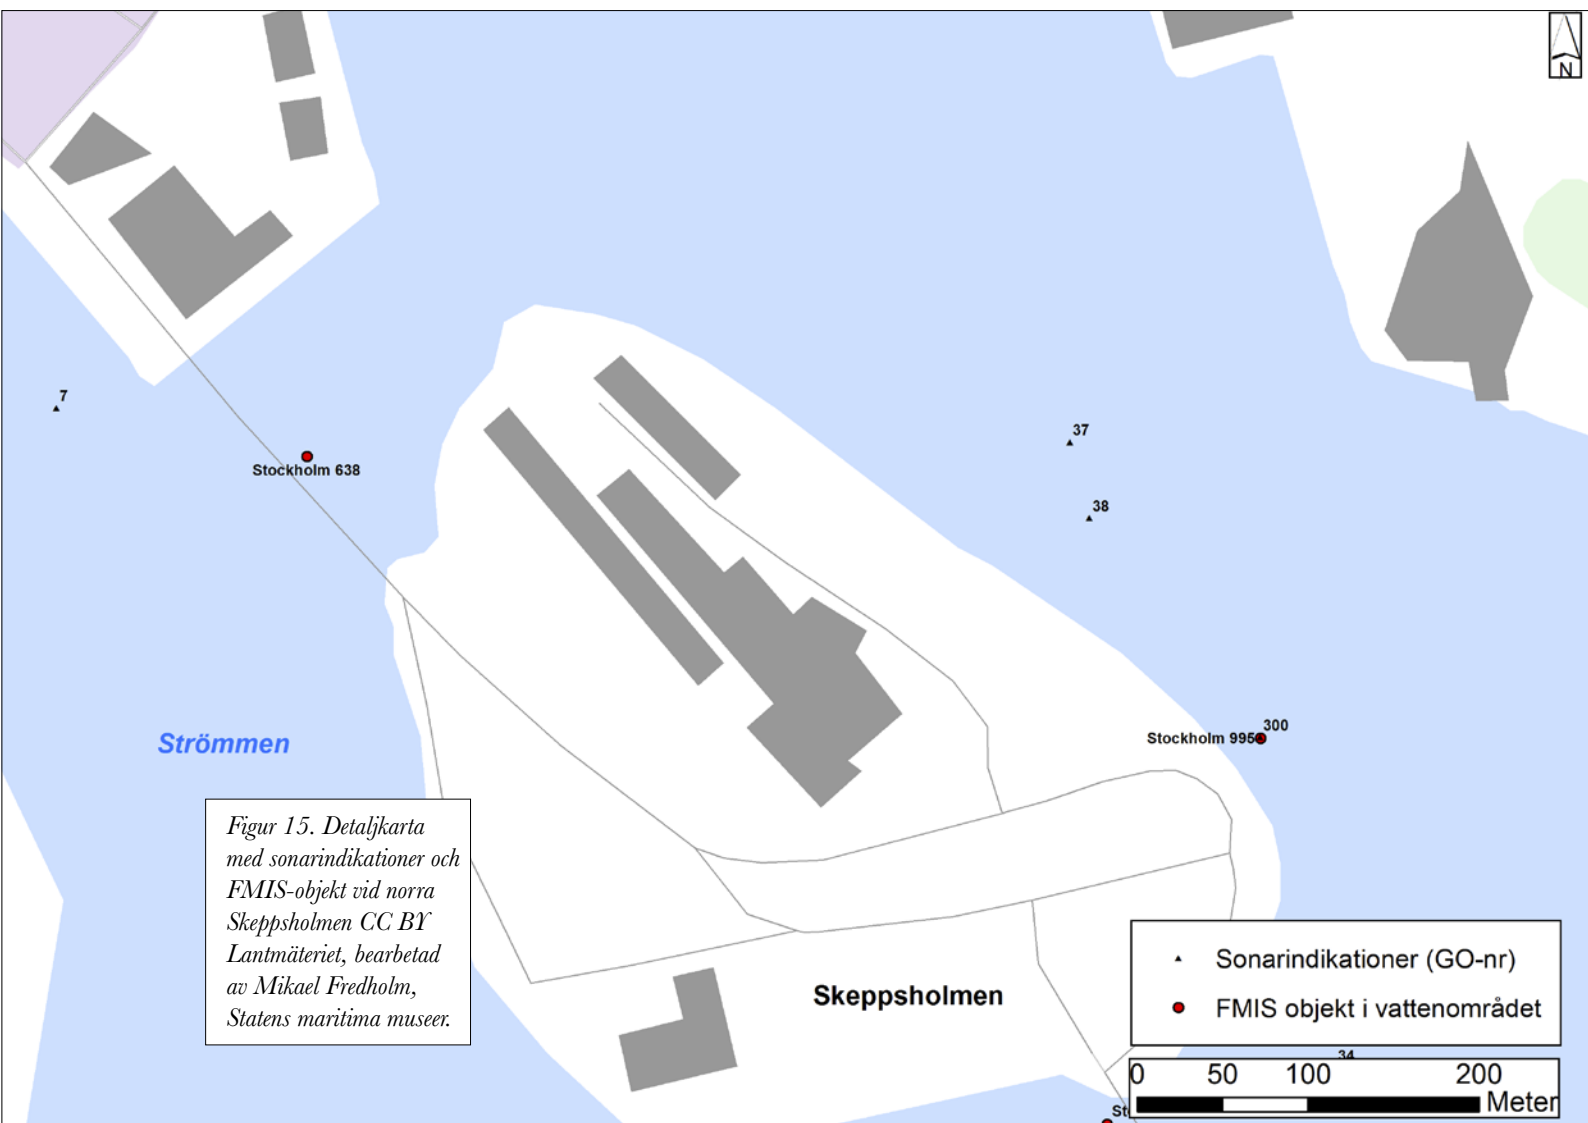 N
7
Stockholm 638
37
38
300
Stockholm 995
Strömmen
Figur 15. Detaljkarta
med sonarindikationer och
FMIS-objekt vid norra
Skeppsholmen CC BY
Lantmäteriet, bearbetad
av Mikael Fredholm,
Statens maritima museer.
Skeppsholmen
Sonarindikationer (GO-nr)
FMIS objekt i vattenområdet
34
0 50 100 200
Meter
St